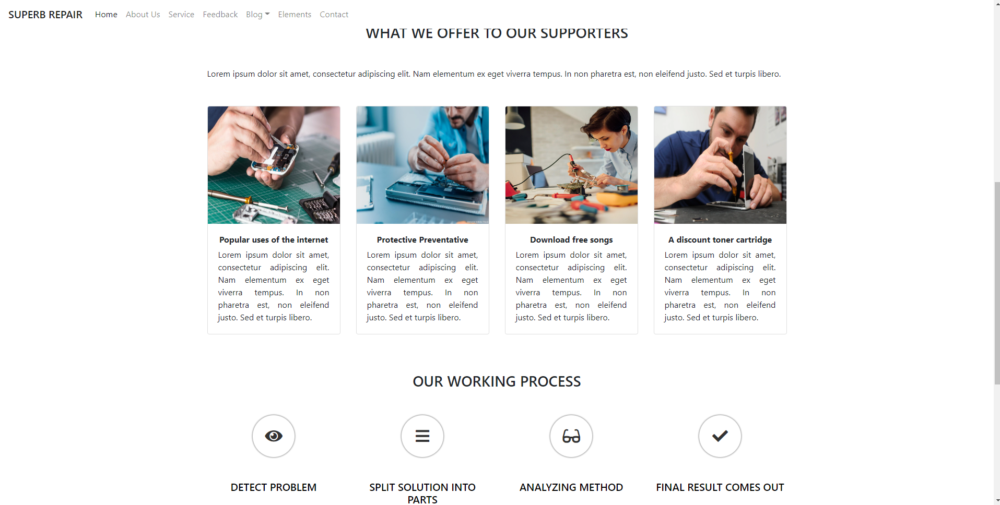 SUPERB REPAIR Home About Us Service Feedback Blog Elements Contact
WHAT WE OFFER TO OUR SUPPORTERS
Lorem ipsum dolor sit amet, consectetur adipiscing elit. Nam elementum ex eget viverra tempus. In non pharetra est, non eleifend justo. Sed et turpis libero.
Popular uses of the internet
Lorem ipsum dolor sit amet,
consectetur adipiscing elit.
Nam elementum ex eget
viverra tempus. In non
pharetra est, non eleifend
justo. Sed et turpis libero.
Protective Preventative
Lorem ipsum dolor sit amet,
consectetur adipiscing elit.
Nam elementum ex eget
viverra tempus. In non
pharetra est, non eleifend
justo. Sed et turpis libero.
Download free songs
Lorem ipsum dolor sit amet,
consectetur adipiscing elit.
Nam elementum ex eget
viverra tempus. In non
pharetra est, non eleifend
justo. Sed et turpis libero.
A discount toner cartridge
Lorem ipsum dolor sit amet,
consectetur adipiscing elit.
Nam elementum ex eget
viverra tempus. In non
pharetra est, non eleifend
justo. Sed et turpis libero.
OUR WORKING PROCESS
DETECT PROBLEM
SPLIT SOLUTION INTO
PARTS
ANALYZING METHOD
FINAL RESULT COMES OUT